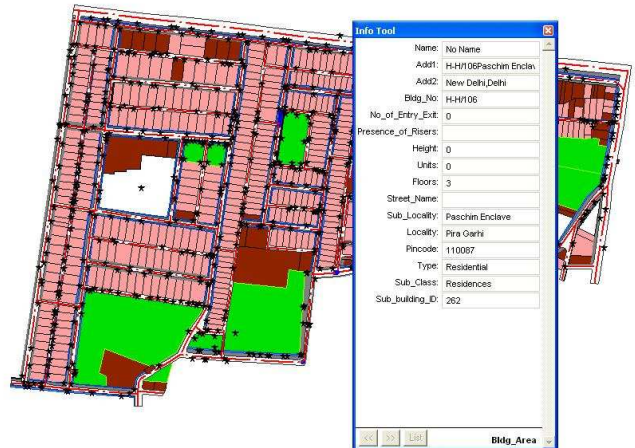 Info Tool
Name: No Name
Add1: H-H/106Paschim Enclav
Add2: New Delhi,Delhi
Bldg_No: H-H/106
No_of_Entry_Exit: 0
Presence_of_Risers:
Height: 0
Units: 0
Floors: 3
Street_Name:
Sub_Locality: Paschim Enclave
Locality: Pira Garhi
Pincode: 110087
Type: Residential
Sub_Class: Residences
Sub_building_ID: 262
<< >> List Bldg_Area